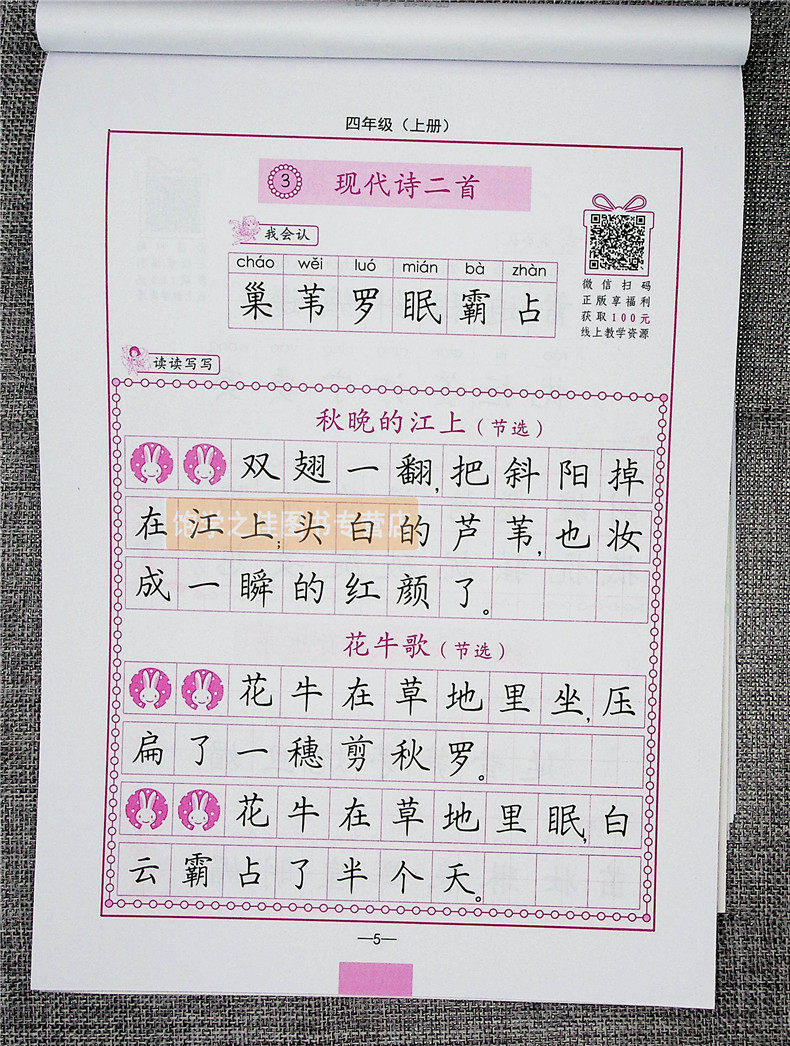 四年级（上册）
3 现代诗二首
我会认
cháo wěi luó mián bà zhàn
巢 苇 罗 眠 霸 占
微信扫码
正版享福利
获取100元
线上教学资源
读读写写
秋晚的江上（节选）
双翅一翻，把斜阳掉
在江上；头白的芦苇，也妆
成一瞬的红颜了。
花牛歌（节选）
花牛在草地里坐，压
扁了一穗剪秋罗。
花牛在草地里眠，白
云霸占了半个天。
—5—